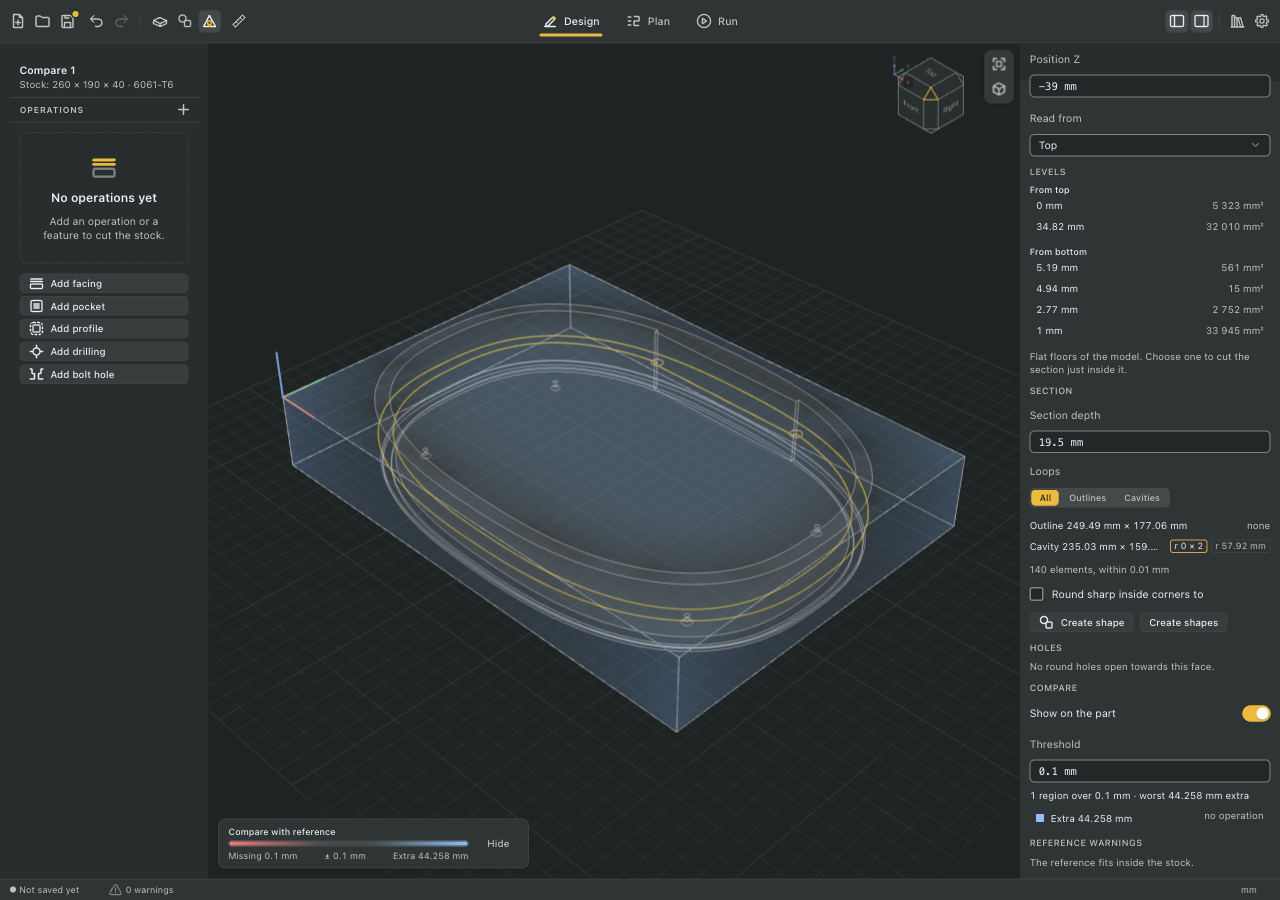 Design
Plan
Run
Compare 1
Stock: 260 × 190 × 40 · 6061-T6
OPERATIONS
No operations yet
Add an operation or a
feature to cut the stock.
Add facing
Add pocket
Add profile
Add drilling
Add bolt hole
Top
Front
Right
Z
Compare with reference
Missing 0.1 mm
± 0.1 mm
Extra 44.258 mm
Hide
Position Z
−39 mm
Read from
Top
LEVELS
From top
0 mm 5 323 mm²
34.82 mm 32 010 mm²
From bottom
5.19 mm 561 mm²
4.94 mm 15 mm²
2.77 mm 2 752 mm²
1 mm 33 945 mm²
Flat floors of the model. Choose one to cut the
section just inside it.
SECTION
Section depth
19.5 mm
Loops
All Outlines Cavities
Outline 249.49 mm × 177.06 mm none
Cavity 235.03 mm × 159.… r 0 × 2 r 57.92 mm
140 elements, within 0.01 mm
Round sharp inside corners to
Create shape Create shapes
HOLES
No round holes open towards this face.
COMPARE
Show on the part
Threshold
0.1 mm
1 region over 0.1 mm · worst 44.258 mm extra
Extra 44.258 mm no operation
REFERENCE WARNINGS
The reference fits inside the stock.
Not saved yet
0 warnings
mm